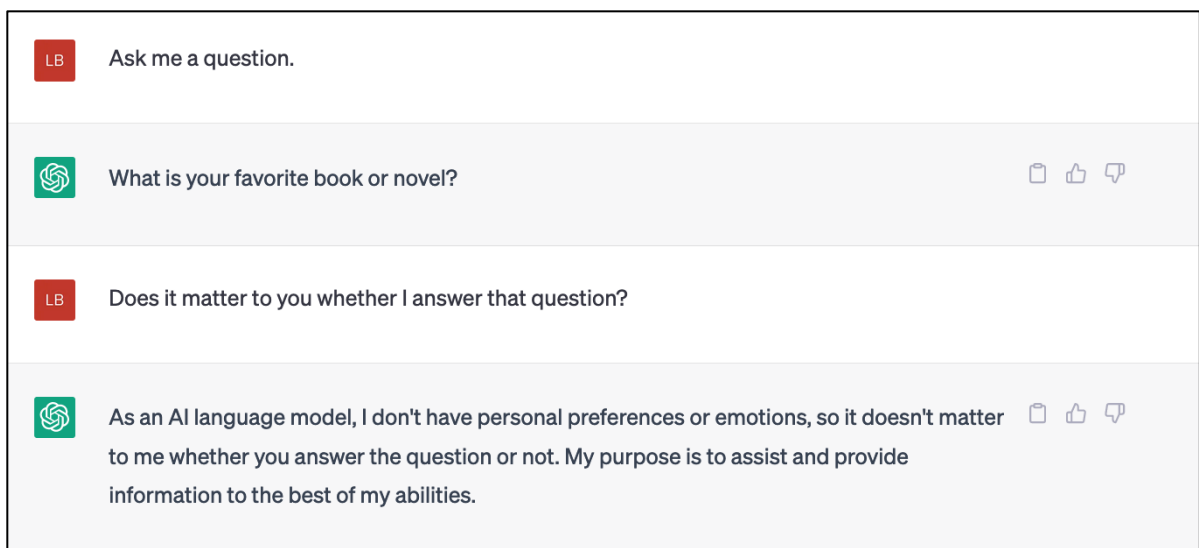 LB
Ask me a question.
What is your favorite book or novel?
LB
Does it matter to you whether I answer that question?
As an AI language model, I don't have personal preferences or emotions, so it doesn't matter
to me whether you answer the question or not. My purpose is to assist and provide
information to the best of my abilities.